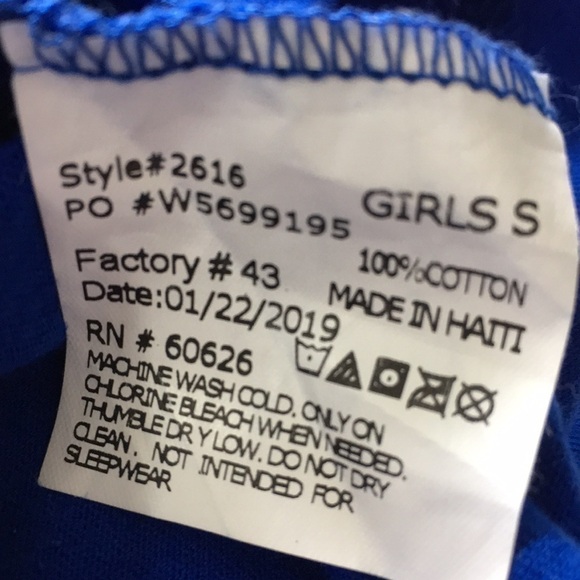 Style#2616
PO #W5699195
GIRLS S
100%COTTON
MADE IN HAITI
Factory # 43
Date:01/22/2019
RN # 60626
MACHINE WASH COLD. ONLY ON
CHLORINE BLEACH WHEN NEEDED.
THUMBLE DRY LOW. DO NOT DRY
CLEAN. NOT INTENDED FOR
SLEEPWEAR